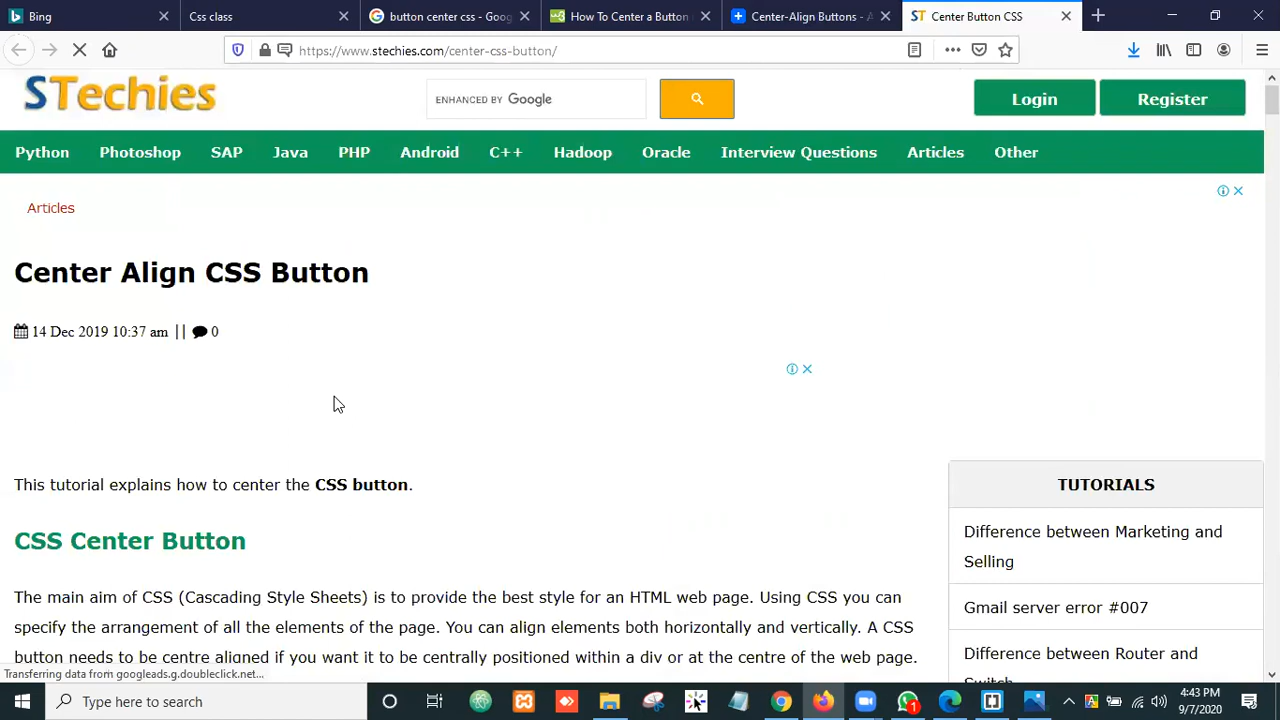 Bing
Css class
button center css - Goog
How To Center a Button
Center-Align Buttons - A
ST Center Button CSS
https://www.stechies.com/center-css-button/
STechies
ENHANCED BY Google
Login
Register
Python Photoshop SAP Java PHP Android C++ Hadoop Oracle Interview Questions Articles Other
Articles
Center Align CSS Button
14 Dec 2019 10:37 am || 0
This tutorial explains how to center the CSS button.
TUTORIALS
CSS Center Button
Difference between Marketing and
Selling
The main aim of CSS (Cascading Style Sheets) is to provide the best style for an HTML web page. Using CSS you can
specify the arrangement of all the elements of the page. You can align elements both horizontally and vertically. A CSS
button needs to be centre aligned if you want it to be centrally positioned within a div or at the centre of the web page.
Gmail server error #007
Difference between Router and
Switch
Transferring data from googleads.g.doubleclick.net...
Type here to search
1
4:43 PM
9/7/2020
3